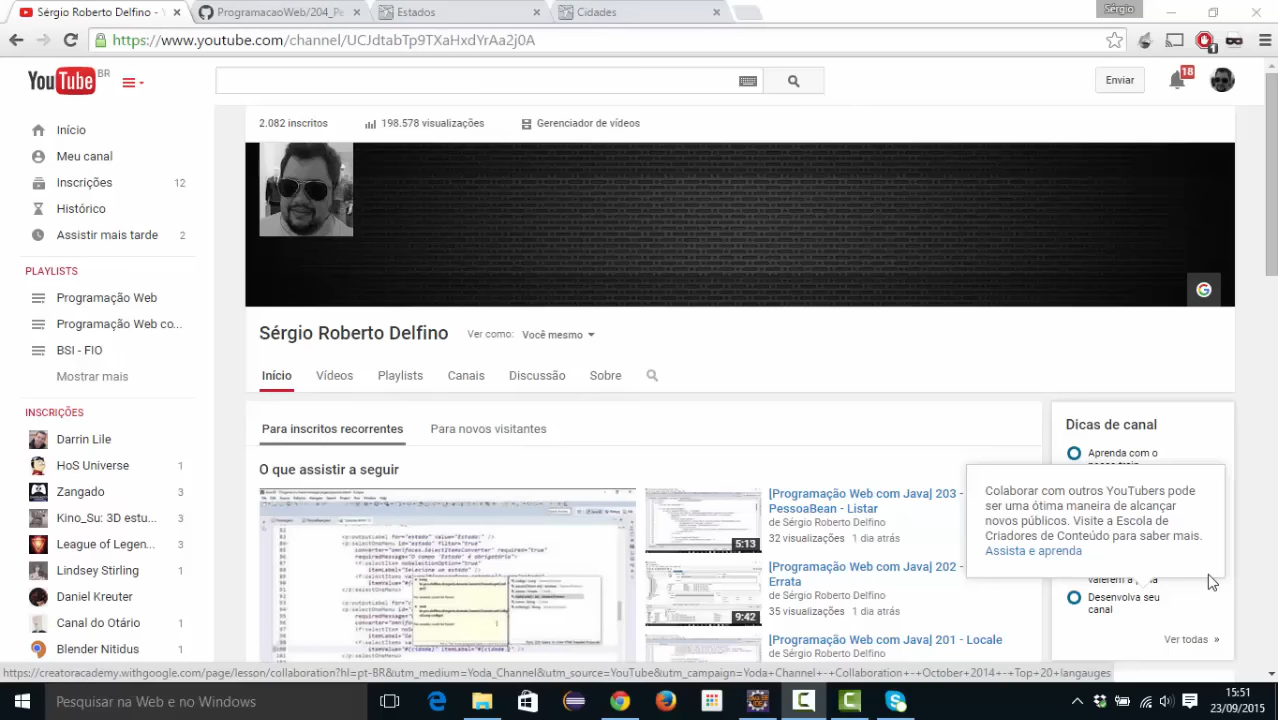 Sérgio Roberto Delfino -
ProgramacaoWeb/204_Pe
Estados
Cidades
Sérgio
https://www.youtube.com/channel/UCJdtabTp9TXaHxdYrAa2j0A
1
YouTube BR
Enviar
18
Início
Meu canal
Inscrições 12
Histórico
Assistir mais tarde 2
PLAYLISTS
Programação Web
Programação Web co...
BSI - FIO
Mostrar mais
INSCRIÇÕES
Darrin Lile
HoS Universe 1
Zangado 3
Kino_Su: 3D estu... 3
League of Legen... 3
Lindsey Stirling 1
Daniel Kreuter 1
Canal do Otário 1
Blender Nitidus 1
2.082 inscritos
198.578 visualizações
Gerenciador de vídeos
Sérgio Roberto Delfino
Ver como: Você mesmo
Início Vídeos Playlists Canais Discussão Sobre
Para inscritos recorrentes
Para novos visitantes
O que assistir a seguir
[Programação Web com Java] 203 -
PessoaBean - Listar
de Sérgio Roberto Delfino
32 visualizações 1 dia atrás
5:13
[Programação Web com Java] 202 -
Errata
de Sérgio Roberto Delfino
35 visualizações 1 dia atrás
9:42
[Programação Web com Java] 201 - Locale
de Sérgio Roberto Delfino
Dicas de canal
Aprenda com o
Colaborar com outros YouTubers pode
ser uma ótima maneira de alcançar
novos públicos. Visite a Escola de
Criadores de Conteúdo para saber mais.
Assista e aprenda
Desenvolva seu
canal
Ver todas »
https://creatoracademy.withgoogle.com/page/lesson/collaboration?hl=pt-BR&utm_medium=Yoda_Channel&utm_source=YouTube&utm_campaign=Yoda+Channel+-+Collaboration+-+October+2014+-+Top+20+langauges
Pesquisar na Web e no Windows
15:51
23/09/2015